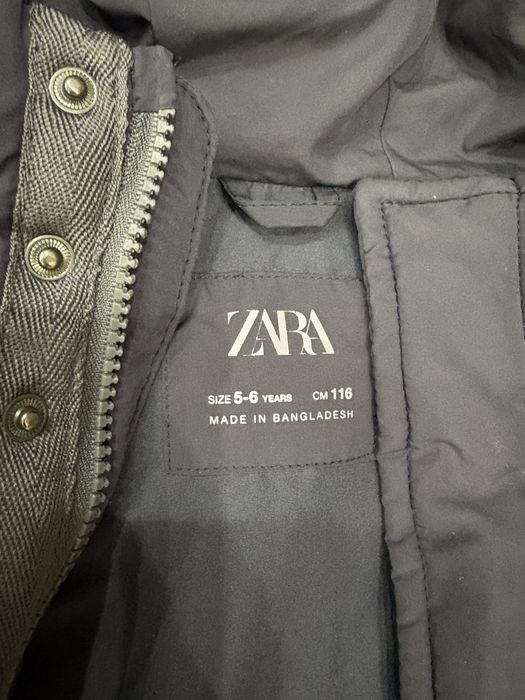 ZARA
SIZE 5-6 YEARS CM 116
MADE IN BANGLADESH